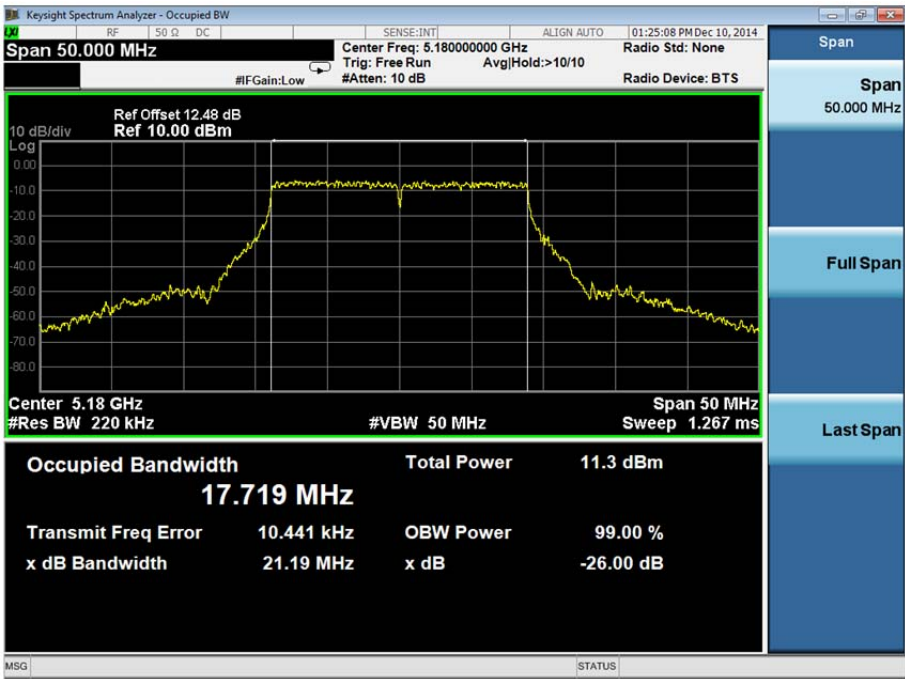 Keysight Spectrum Analyzer - Occupied BW
LXI RF 50 Ω DC SENSE:INT ALIGN AUTO 01:25:08 PM Dec 10, 2014
Span 50.000 MHz Center Freq: 5.180000000 GHz Radio Std: None Span
Trig: Free Run Avg|Hold:>10/10
#IFGain:Low #Atten: 10 dB Radio Device: BTS
Span
50.000 MHz
Ref Offset 12.48 dB
10 dB/div Ref 10.00 dBm
Log
0.00
-10.0
-20.0
-30.0
-40.0
-50.0
-60.0
-70.0
-80.0
Full Span
Center 5.18 GHz Span 50 MHz
#Res BW 220 kHz #VBW 50 MHz Sweep 1.267 ms
Last Span
Occupied Bandwidth Total Power 11.3 dBm
17.719 MHz
Transmit Freq Error 10.441 kHz OBW Power 99.00 %
x dB Bandwidth 21.19 MHz x dB -26.00 dB
MSG STATUS